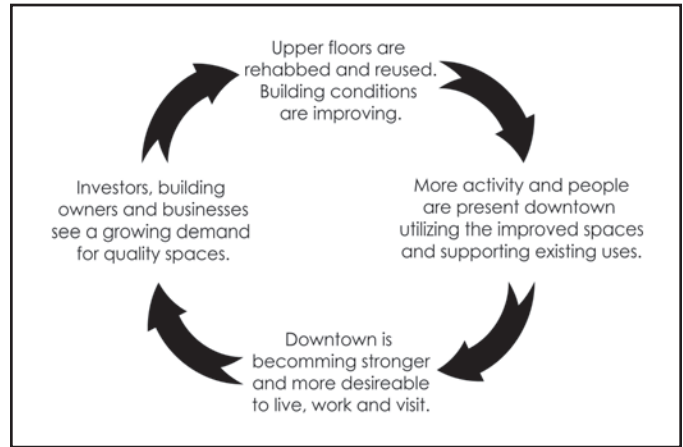 Upper floors are
rehabbed and reused.
Building conditions
are improving.
More activity and people
are present downtown
utilizing the improved spaces
and supporting existing uses.
Downtown is
becomming stronger
and more desireable
to live, work and visit.
Investors, building
owners and businesses
see a growing demand
for quality spaces.